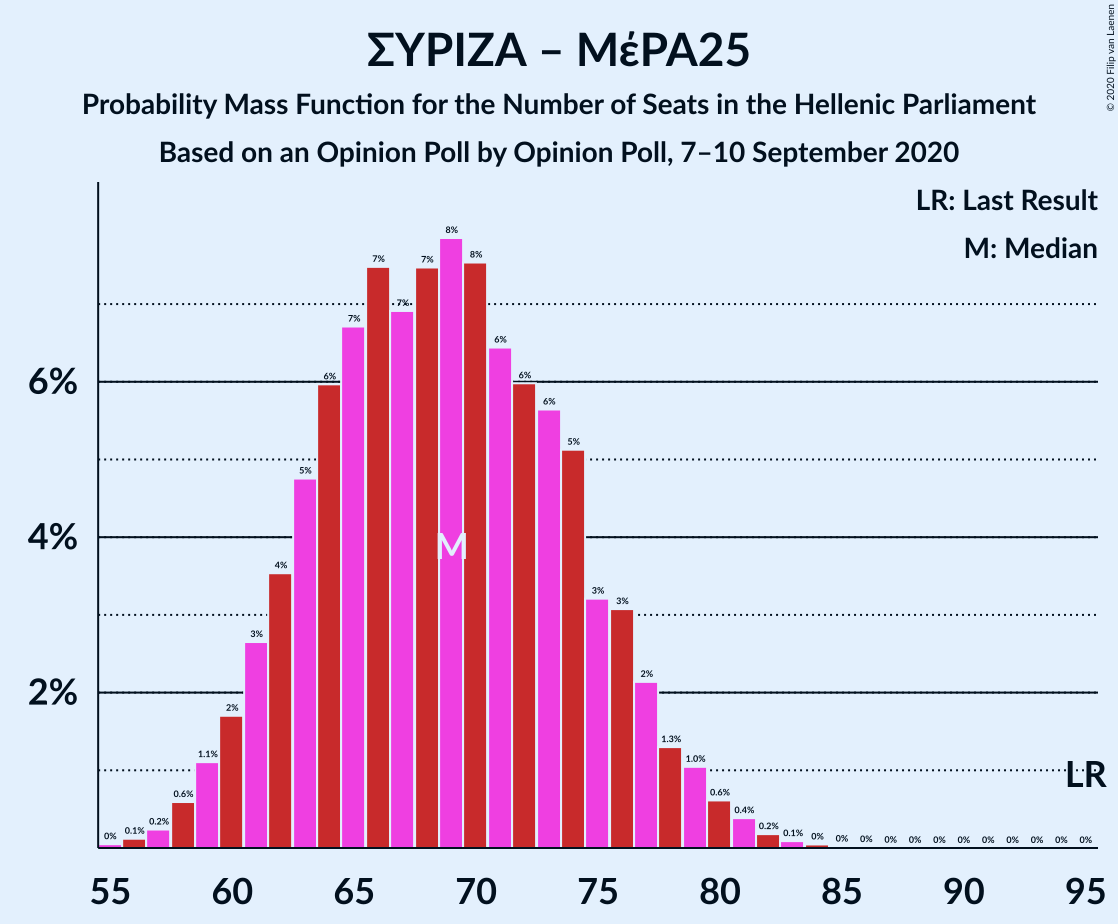 ΣΥΡΙΖΑ – ΜέΡΑ25
Probability Mass Function for the Number of Seats in the Hellenic Parliament
Based on an Opinion Poll by Opinion Poll, 7–10 September 2020
© 2020 Filip van Laenen
LR: Last Result
M: Median
6%
4%
2%
0% 0.1% 0.2% 0.6% 1.1% 2% 3% 4% 5% 6% 7% 7% 7% 7% 8% 8% 6% 6% 6% 5% 3% 3% 2% 1.3% 1.0% 0.6% 0.4% 0.2% 0.1% 0% 0% 0% 0% 0% 0% 0% 0% 0% 0% 0% 0%
M
LR
55 60 65 70 75 80 85 90 95